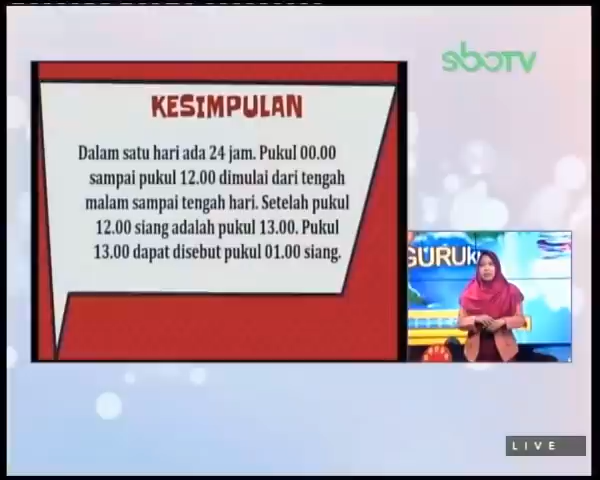 sboTV
KESIMPULAN
Dalam satu hari ada 24 jam. Pukul 00.00
sampai pukul 12.00 dimulai dari tengah
malam sampai tengah hari. Setelah pukul
12.00 siang adalah pukul 13.00. Pukul
13.00 dapat disebut pukul 01.00 siang.
GURUku
LIVE